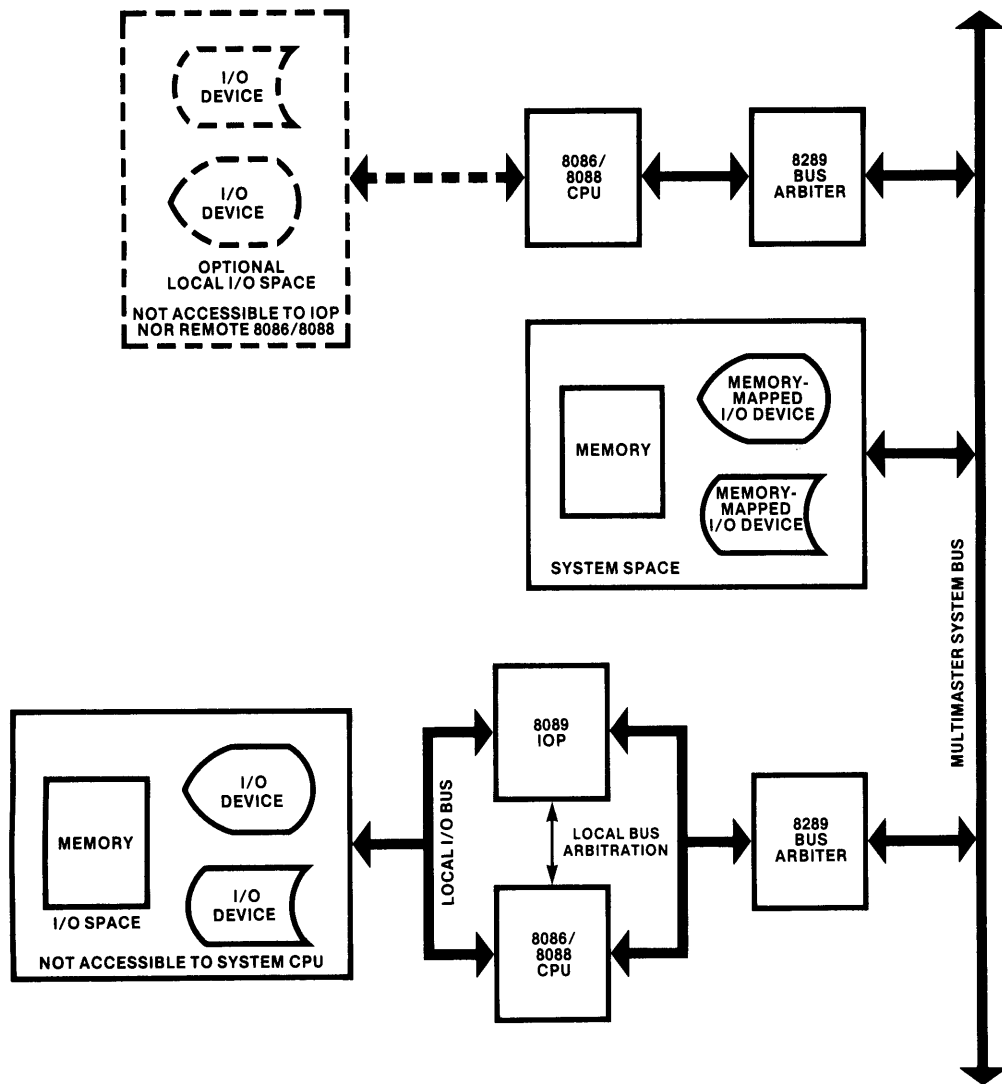 I/O
DEVICE
I/O
DEVICE
OPTIONAL
LOCAL I/O SPACE
NOT ACCESSIBLE TO IOP
NOR REMOTE 8086/8088
8086/
8088
CPU
8289
BUS
ARBITER
MEMORY
MEMORY-
MAPPED
I/O DEVICE
MEMORY-
MAPPED
I/O DEVICE
SYSTEM SPACE
MULTIMASTER SYSTEM BUS
MEMORY
I/O SPACE
I/O
DEVICE
I/O
DEVICE
NOT ACCESSIBLE TO SYSTEM CPU
LOCAL I/O BUS
8089
IOP
LOCAL BUS
ARBITRATION
8086/
8088
CPU
8289
BUS
ARBITER